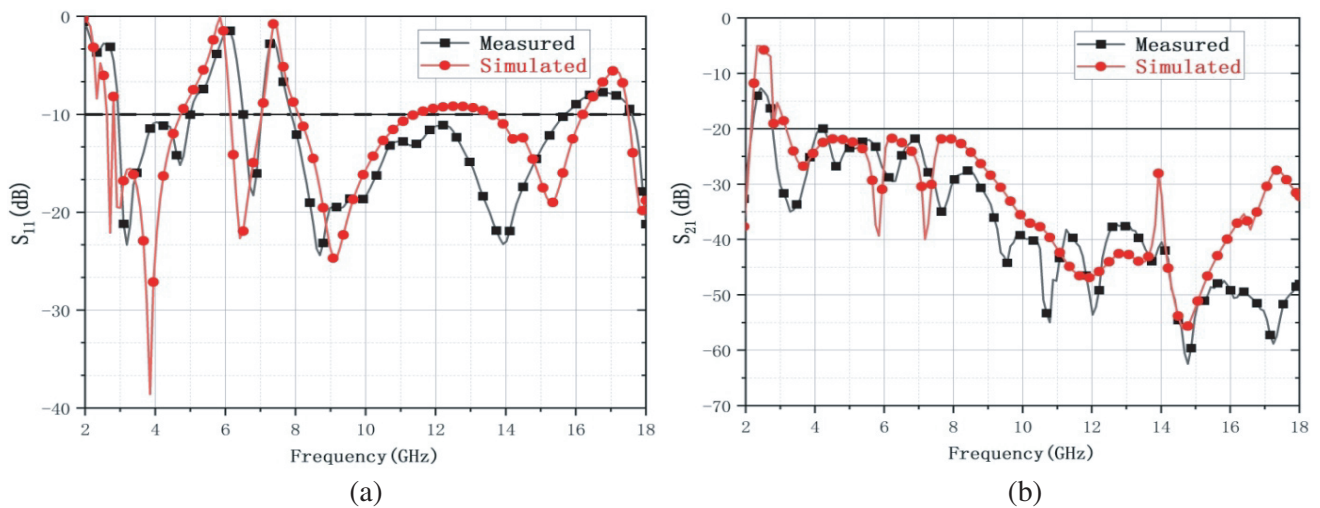 0
-10
-20
-30
-40
S11(dB)
2 4 6 8 10 12 14 16 18
Frequency(GHz)
Measured
Simulated
(a)
0
-10
-20
-30
-40
-50
-60
-70
S21(dB)
2 4 6 8 10 12 14 16 18
Frequency(GHz)
Measured
Simulated
(b)